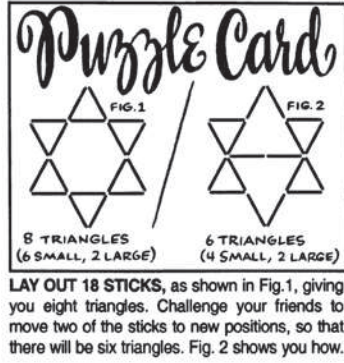 Puzzle Card
FIG.1
FIG.2
8 TRIANGLES
(6 SMALL, 2 LARGE)
6 TRIANGLES
(4 SMALL, 2 LARGE)
LAY OUT 18 STICKS, as shown in Fig.1, giving
you eight triangles. Challenge your friends to
move two of the sticks to new positions, so that
there will be six triangles. Fig. 2 shows you how.